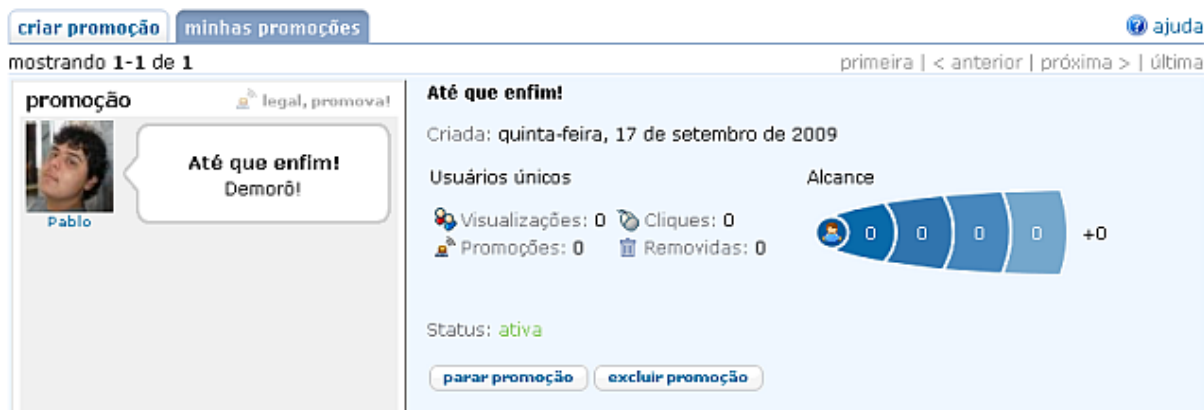 criar promoção minhas promoções ajuda
mostrando 1-1 de 1 primeira | < anterior | próxima > | última
promoção legal, promova!
Até que enfim!
Demorô!
Pablo
Até que enfim!
Criada: quinta-feira, 17 de setembro de 2009
Usuários únicos Alcance
Visualizações: 0 Cliques: 0
Promoções: 0 Removidas: 0
0 0 0 0 +0
Status: ativa
parar promoção excluir promoção